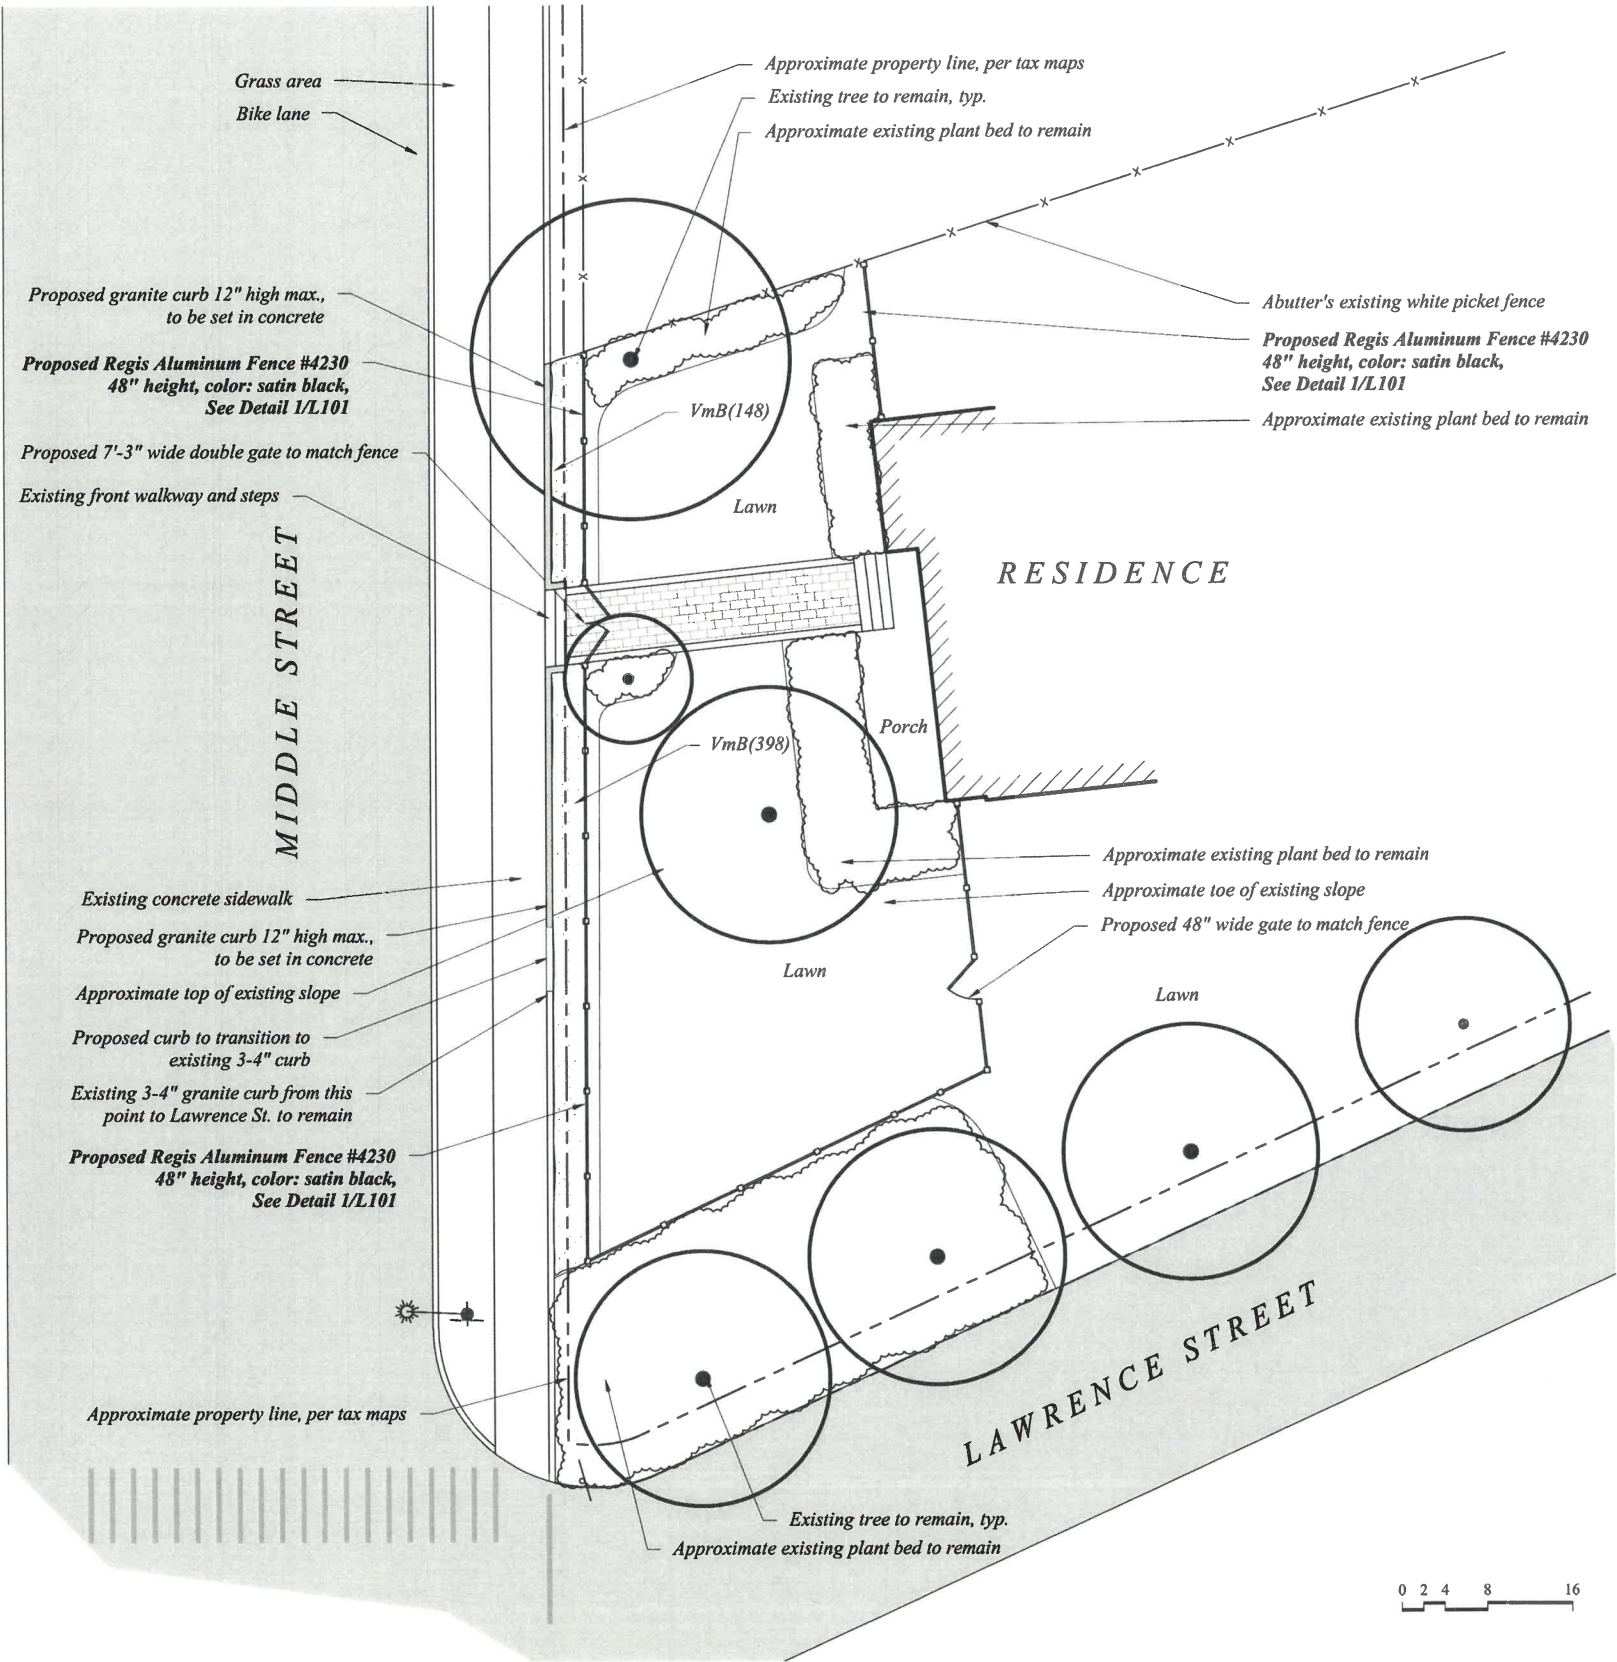 Grass area
Bike lane
Approximate property line, per tax maps
Existing tree to remain, typ.
Approximate existing plant bed to remain
Proposed granite curb 12" high max.,
to be set in concrete
Proposed Regis Aluminum Fence #4230
48" height, color: satin black,
See Detail 1/L101
Proposed 7'-3" wide double gate to match fence
Existing front walkway and steps
Abutter's existing white picket fence
Proposed Regis Aluminum Fence #4230
48" height, color: satin black,
See Detail 1/L101
Approximate existing plant bed to remain
VmB(148)
Lawn
RESIDENCE
MIDDLE STREET
VmB(398)
Porch
Existing concrete sidewalk
Proposed granite curb 12" high max.,
to be set in concrete
Approximate top of existing slope
Proposed curb to transition to
existing 3-4" curb
Existing 3-4" granite curb from this
point to Lawrence St. to remain
Proposed Regis Aluminum Fence #4230
48" height, color: satin black,
See Detail 1/L101
Approximate existing plant bed to remain
Approximate toe of existing slope
Proposed 48" wide gate to match fence
Lawn
Lawn
LAWRENCE STREET
Approximate property line, per tax maps
Existing tree to remain, typ.
Approximate existing plant bed to remain
0 2 4 8 16